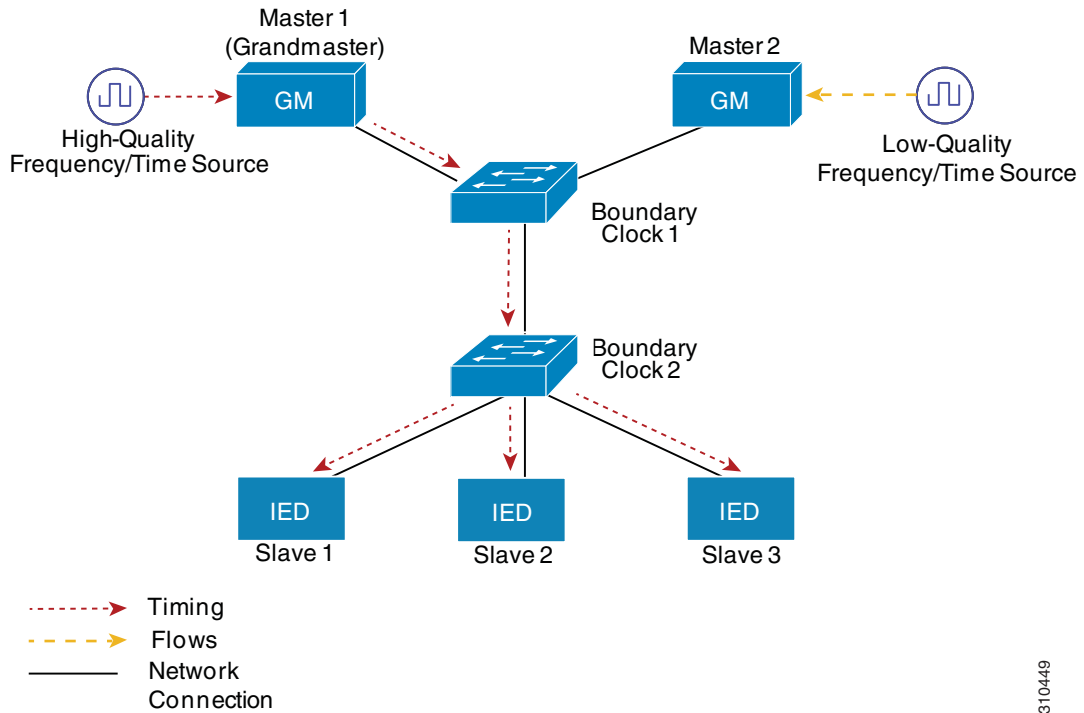 Master 1
(Grandmaster)
Master 2
GM
GM
High-Quality
Frequency/Time Source
Low-Quality
Frequency/Time Source
Boundary
Clock 1
Boundary
Clock 2
IED
IED
IED
Slave 1
Slave 2
Slave 3
Timing
Flows
Network
Connection
310449